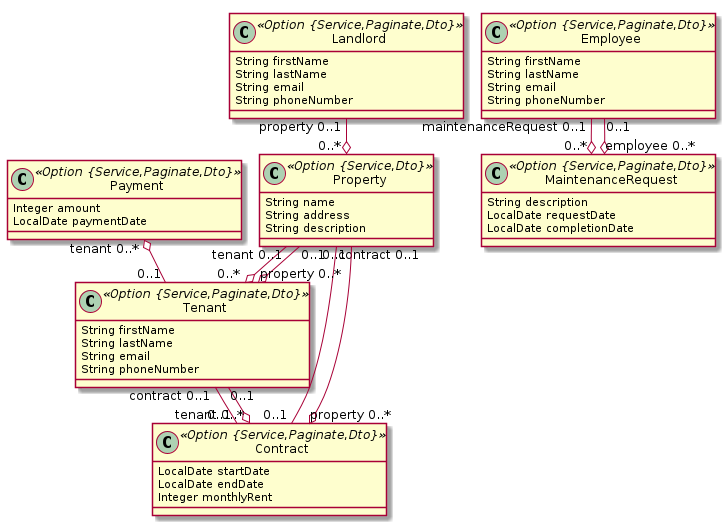 C «Option {Service,Paginate,Dto}»
Landlord
String firstName
String lastName
String email
String phoneNumber
C «Option {Service,Paginate,Dto}»
Employee
String firstName
String lastName
String email
String phoneNumber
property 0..1
0..*
maintenanceRequest 0..1
0..1
0..*
employee 0..*
C «Option {Service,Paginate,Dto}»
Payment
Integer amount
LocalDate paymentDate
C «Option {Service,Dto}»
Property
String name
String address
String description
C «Option {Service,Paginate,Dto}»
MaintenanceRequest
String description
LocalDate requestDate
LocalDate completionDate
tenant 0..*
0..1
tenant 0..1
0..1
0..1
contract 0..1
0..*
property 0..*
C «Option {Service,Paginate,Dto}»
Tenant
String firstName
String lastName
String email
String phoneNumber
contract 0..1
0..1
tenant
0..*
0..1
property 0..*
C «Option {Service,Paginate,Dto}»
Contract
LocalDate startDate
LocalDate endDate
Integer monthlyRent